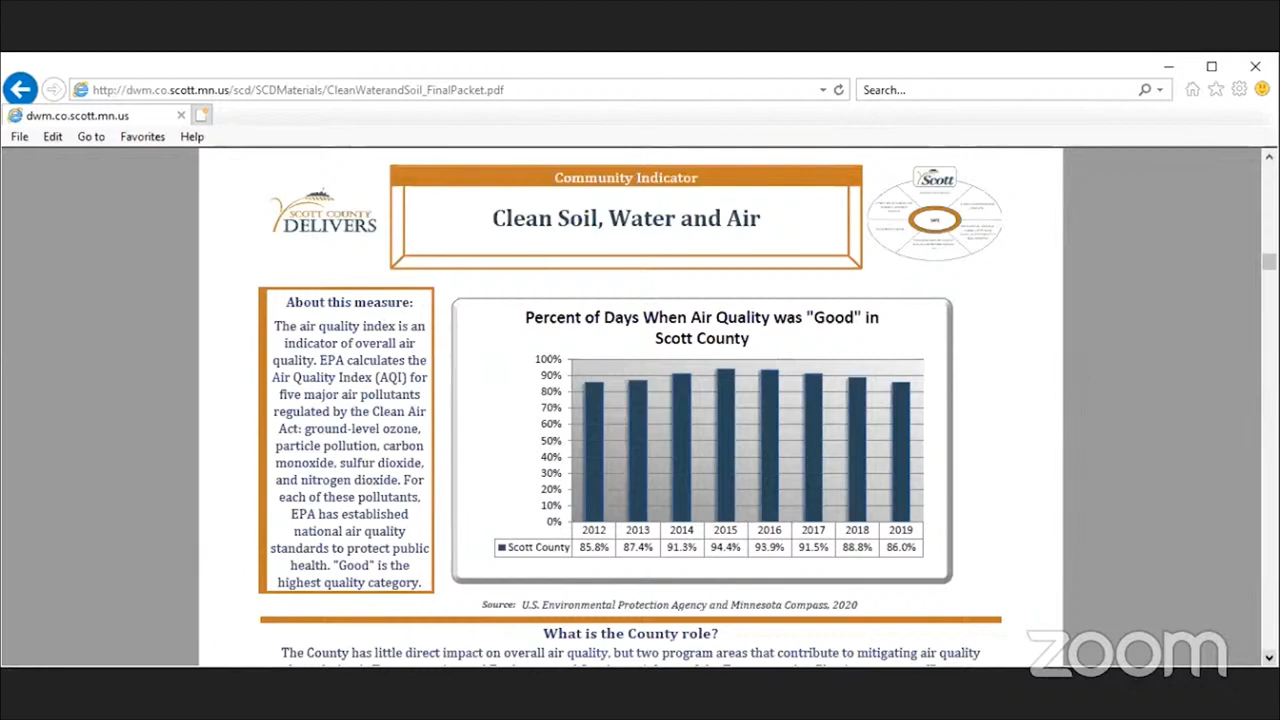 http://dwm.co.scott.mn.us/scd/SCDMaterials/CleanWaterandSoil_FinalPacket.pdf
Search...
dwm.co.scott.mn.us
File Edit Go to Favorites Help
Community Indicator
Clean Soil, Water and Air
SCOTT COUNTY
DELIVERS
Scott
SAFE
About this measure:
The air quality index is an
indicator of overall air
quality. EPA calculates the
Air Quality Index (AQI) for
five major air pollutants
regulated by the Clean Air
Act: ground-level ozone,
particle pollution, carbon
monoxide, sulfur dioxide,
and nitrogen dioxide. For
each of these pollutants,
EPA has established
national air quality
standards to protect public
health. "Good" is the
highest quality category.
Percent of Days When Air Quality was "Good" in
Scott County
100%
90%
80%
70%
60%
50%
40%
30%
20%
10%
0%
2012 2013 2014 2015 2016 2017 2018 2019
Scott County 85.8% 87.4% 91.3% 94.4% 93.9% 91.5% 88.8% 86.0%
Source: U.S. Environmental Protection Agency and Minnesota Compass, 2020
What is the County role?
The County has little direct impact on overall air quality, but two program areas that contribute to mitigating air quality
zoom